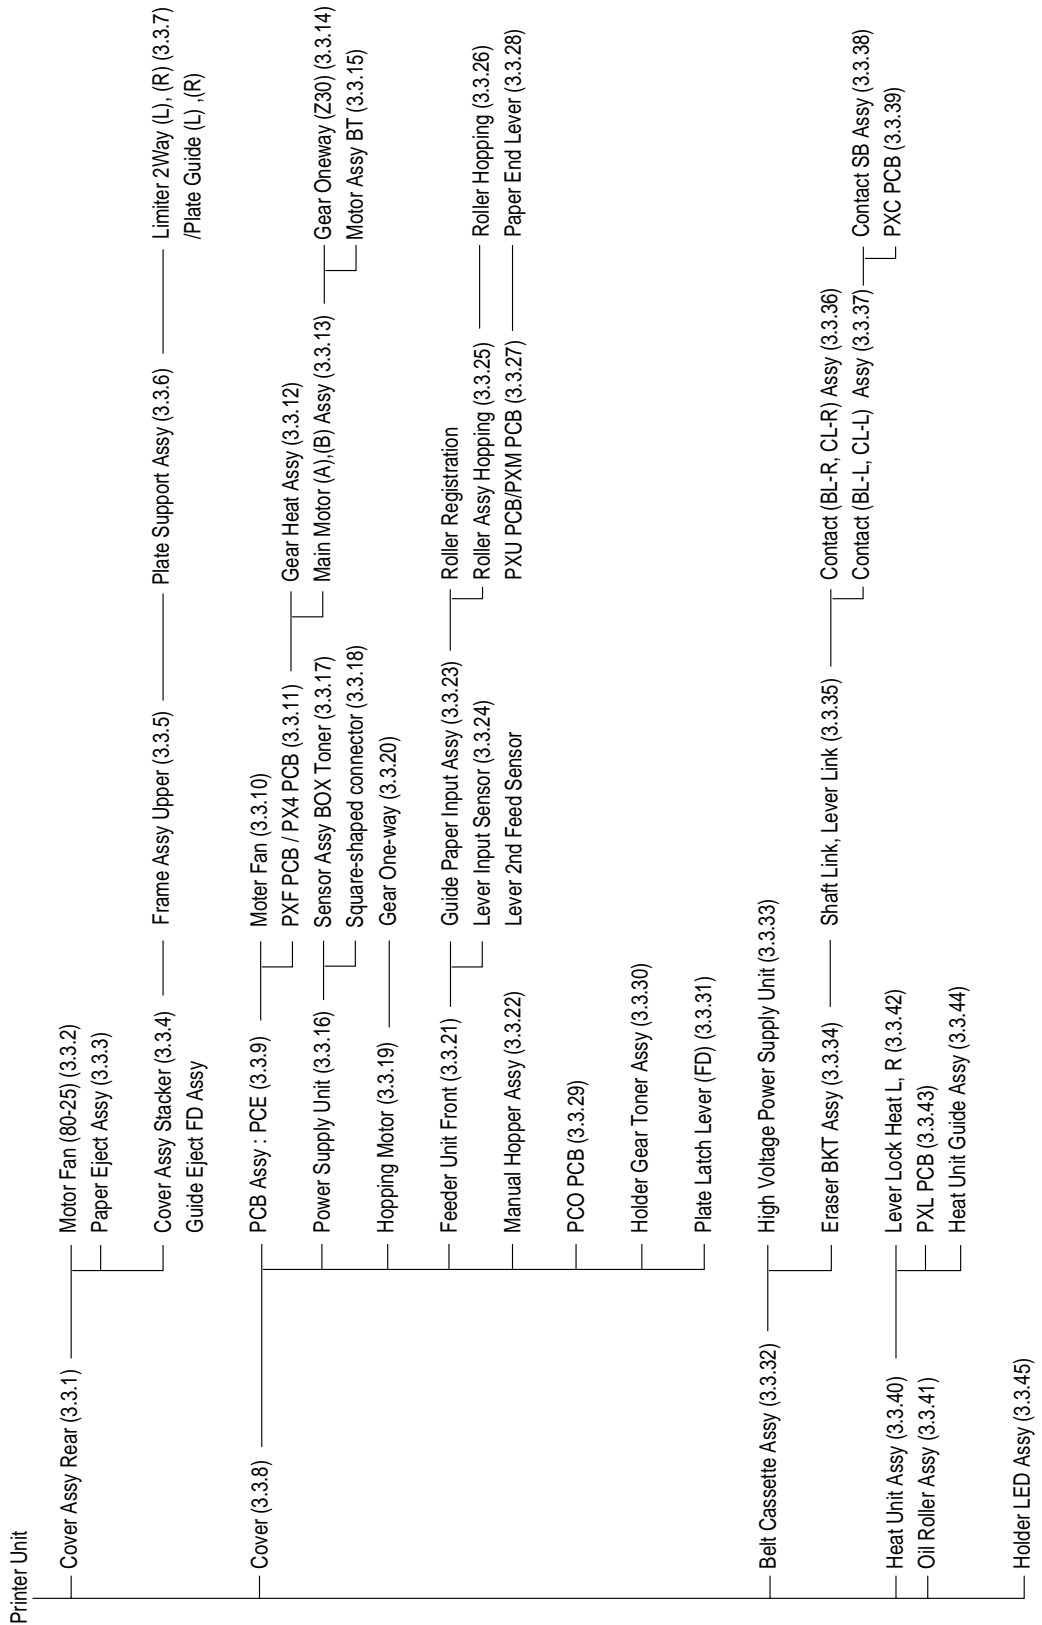 Printer Unit
Cover Assy Rear (3.3.1)
Motor Fan (80-25) (3.3.2)
Paper Eject Assy (3.3.3)
Cover Assy Stacker (3.3.4)
Guide Eject FD Assy
Frame Assy Upper (3.3.5)
Plate Support Assy (3.3.6)
Limiter 2Way (L), (R) (3.3.7)
/Plate Guide (L) ,(R)
Cover (3.3.8)
PCB Assy : PCE (3.3.9)
Moter Fan (3.3.10)
PXF PCB / PX4 PCB (3.3.11)
Gear Heat Assy (3.3.12)
Main Motor (A),(B) Assy (3.3.13)
Gear Oneway (Z30) (3.3.14)
Motor Assy BT (3.3.15)
Power Supply Unit (3.3.16)
Sensor Assy BOX Toner (3.3.17)
Square-shaped connector (3.3.18)
Hopping Motor (3.3.19)
Gear One-way (3.3.20)
Feeder Unit Front (3.3.21)
Manual Hopper Assy (3.3.22)
Guide Paper Input Assy (3.3.23)
Lever Input Sensor (3.3.24)
Lever 2nd Feed Sensor
Roller Registration
Roller Assy Hopping (3.3.25)
Roller Hopping (3.3.26)
PXU PCB/PXM PCB (3.3.27)
Paper End Lever (3.3.28)
PCO PCB (3.3.29)
Holder Gear Toner Assy (3.3.30)
Plate Latch Lever (FD) (3.3.31)
Belt Cassette Assy (3.3.32)
High Voltage Power Supply Unit (3.3.33)
Eraser BKT Assy (3.3.34)
Shaft Link, Lever Link (3.3.35)
Contact (BL-R, CL-R) Assy (3.3.36)
Contact (BL-L, CL-L) Assy (3.3.37)
Contact SB Assy (3.3.38)
PXC PCB (3.3.39)
Heat Unit Assy (3.3.40)
Oil Roller Assy (3.3.41)
Lever Lock Heat L, R (3.3.42)
PXL PCB (3.3.43)
Heat Unit Guide Assy (3.3.44)
Holder LED Assy (3.3.45)